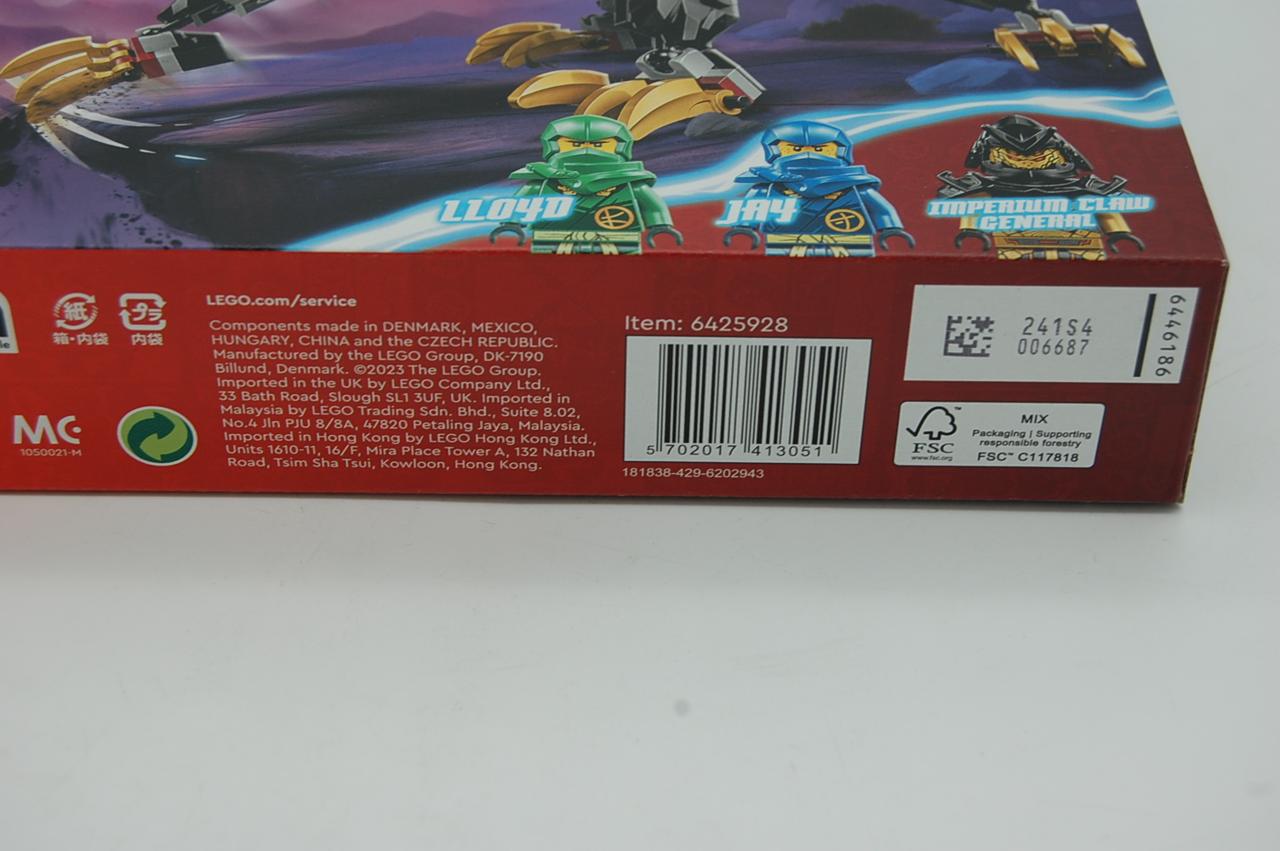 LLOYD
JAY
IMPERIUM CLAW
GENERAL
紙
箱・内袋
プラ
内袋
MC
1050021-M
LEGO.com/service
Components made in DENMARK, MEXICO,
HUNGARY, CHINA and the CZECH REPUBLIC.
Manufactured by the LEGO Group, DK-7190
Billund, Denmark. ©2023 The LEGO Group.
Imported in the UK by LEGO Company Ltd.,
33 Bath Road, Slough SL1 3UF, UK. Imported in
Malaysia by LEGO Trading Sdn. Bhd., Suite 8.02,
No.4 Jln PJU 8/8A, 47820 Petaling Jaya, Malaysia.
Imported in Hong Kong by LEGO Hong Kong Ltd.,
Units 1610-11, 16/F, Mira Place Tower A, 132 Nathan
Road, Tsim Sha Tsui, Kowloon, Hong Kong.
Item: 6425928
5 702017 413051
181838-429-6202943
241S4
006687
6446186
FSC™
www.fsc.org
MIX
Packaging | Supporting
responsible forestry
FSC™ C117818